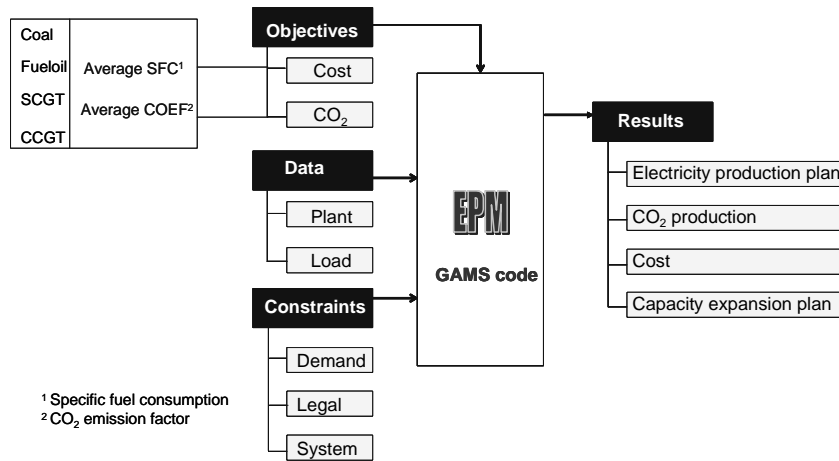 Coal
Fueloil
SCGT
CCGT
Average SFC¹
Average COEF²
Objectives
Cost
CO₂
Data
Plant
Load
Constraints
Demand
Legal
System
EPM
GAMS code
Results
Electricity production plan
CO₂ production
Cost
Capacity expansion plan
¹ Specific fuel consumption
² CO₂ emission factor